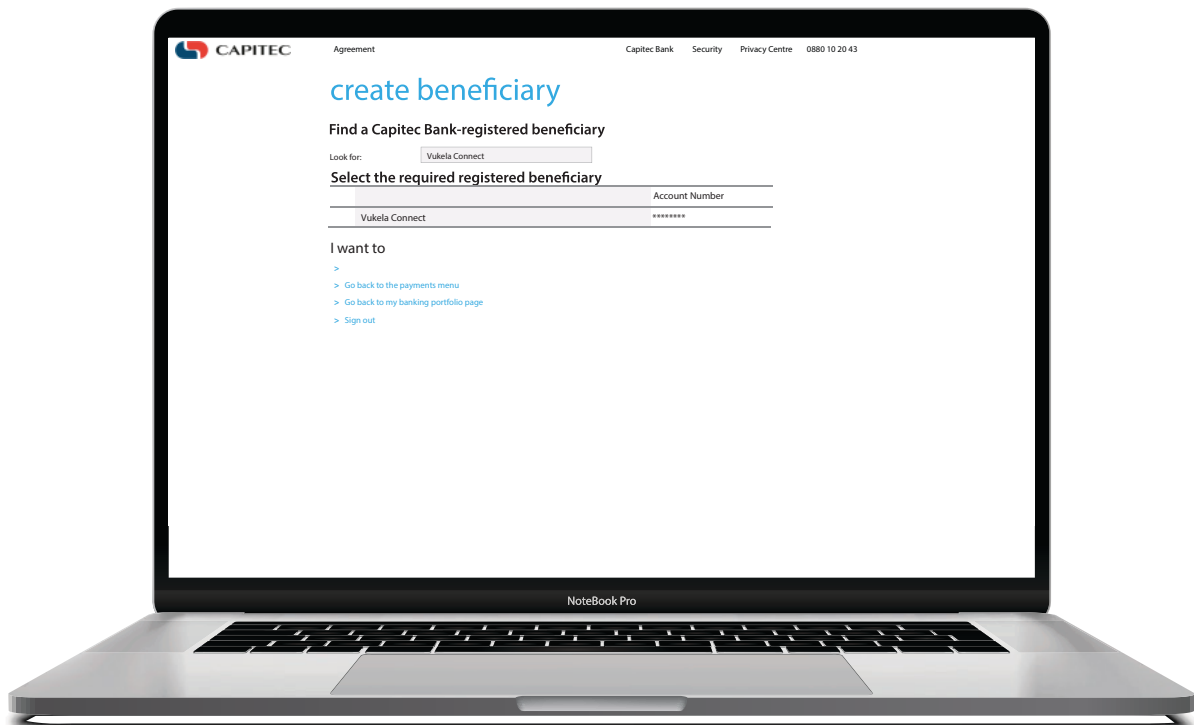 CAPITEC Agreement Capitec Bank Security Privacy Centre 0880 10 20 43
create beneficiary
Find a Capitec Bank-registered beneficiary
Look for: Vukela Connect
Select the required registered beneficiary
Account Number
Vukela Connect ********
I want to
>
> Go back to the payments menu
> Go back to my banking portfolio page
> Sign out
NoteBook Pro